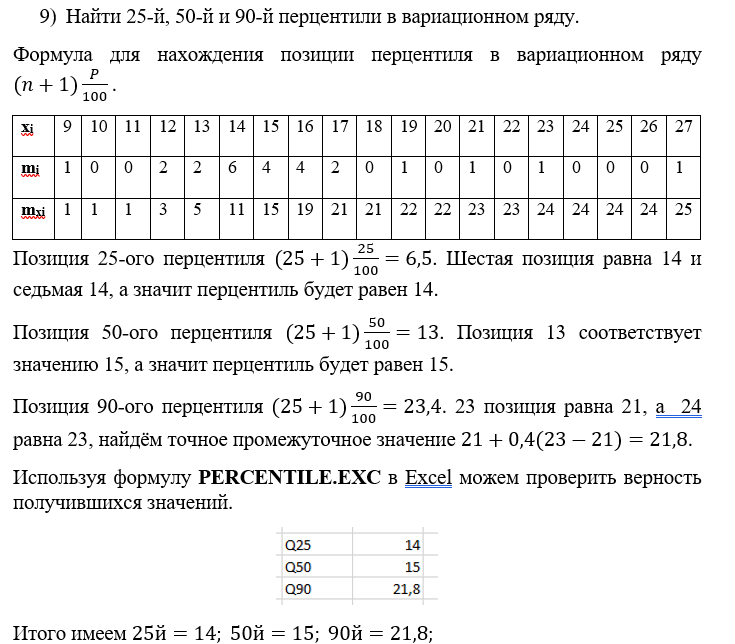 9) Найти 25-й, 50-й и 90-й перцентили в вариационном ряду.
Формула для нахождения позиции перцентиля в вариационном ряду
(n + 1) P/100 .
xi 9 10 11 12 13 14 15 16 17 18 19 20 21 22 23 24 25 26 27
mi 1 0 0 2 2 6 4 4 2 0 1 0 1 0 1 0 0 0 1
mxi 1 1 1 3 5 11 15 19 21 21 22 22 23 23 24 24 24 24 25
Позиция 25-ого перцентиля (25 + 1) 25/100 = 6,5. Шестая позиция равна 14 и
седьмая 14, а значит перцентиль будет равен 14.
Позиция 50-ого перцентиля (25 + 1) 50/100 = 13. Позиция 13 соответствует
значению 15, а значит перцентиль будет равен 15.
Позиция 90-ого перцентиля (25 + 1) 90/100 = 23,4. 23 позиция равна 21, а 24
равна 23, найдём точное промежуточное значение 21 + 0,4(23 − 21) = 21,8.
Используя формулу PERCENTILE.EXC в Excel можем проверить верность
получившихся значений.
Q25 14
Q50 15
Q90 21,8
Итого имеем 25й = 14; 50й = 15; 90й = 21,8;